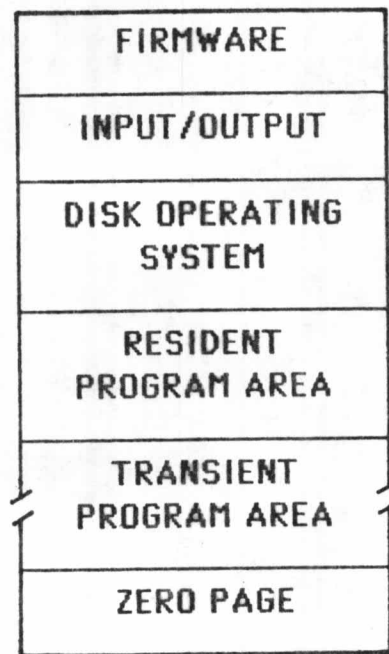 FIRMWARE
INPUT/OUTPUT
DISK OPERATING
SYSTEM
RESIDENT
PROGRAM AREA
TRANSIENT
PROGRAM AREA
ZERO PAGE